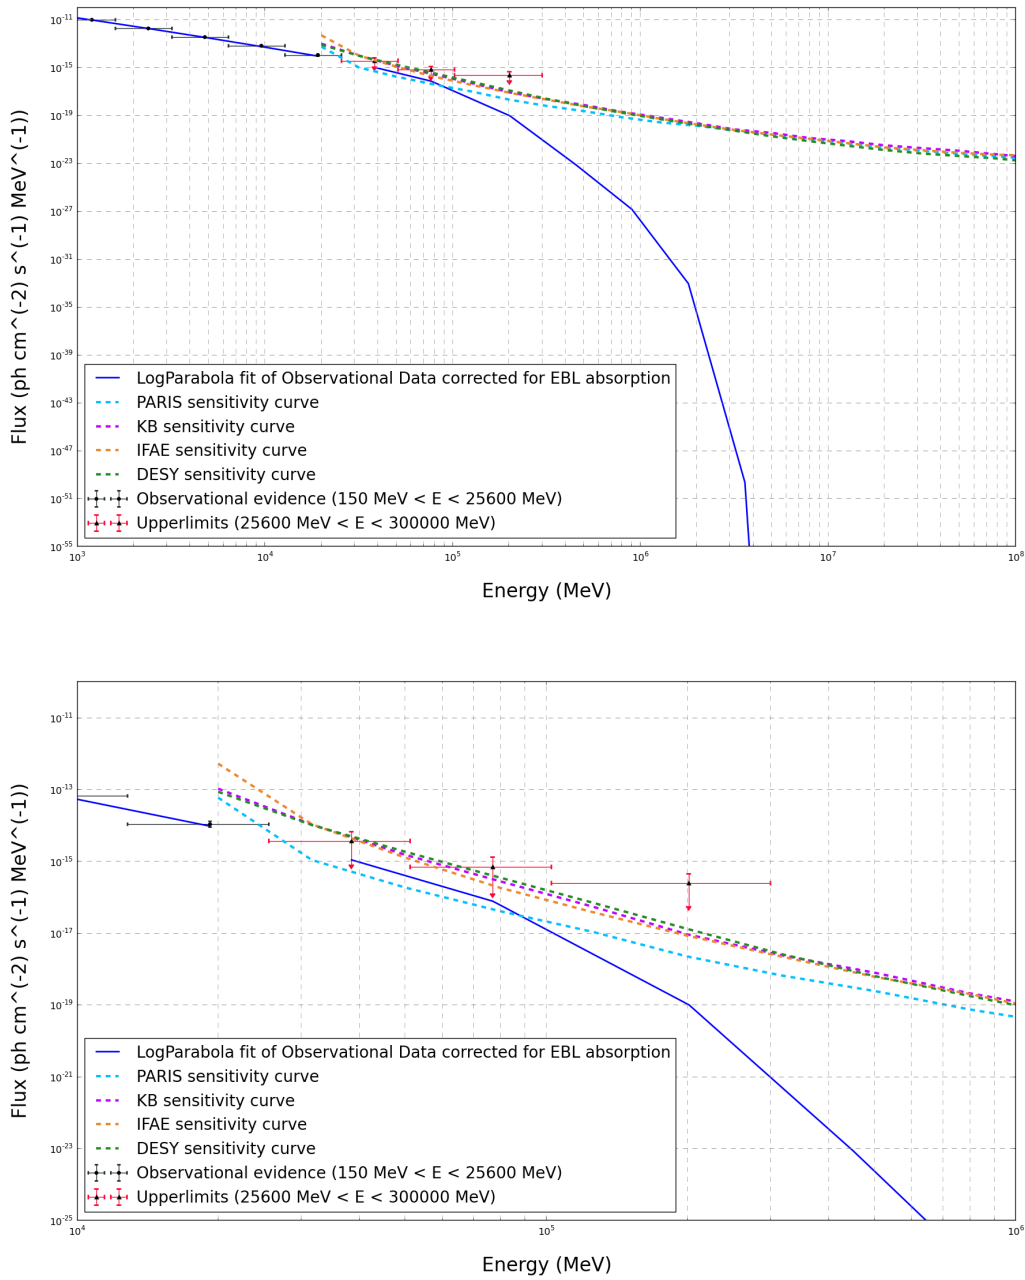 Flux (ph cm^(-2) s^(-1) MeV^(-1))
10^-11
10^-15
10^-19
10^-23
10^-27
10^-31
10^-35
10^-39
10^-43
10^-47
10^-51
10^-55
LogParabola fit of Observational Data corrected for EBL absorption
PARIS sensitivity curve
KB sensitivity curve
IFAE sensitivity curve
DESY sensitivity curve
Observational evidence (150 MeV < E < 25600 MeV)
Upperlimits (25600 MeV < E < 300000 MeV)
10^3 10^4 10^5 10^6 10^7 10^8
Energy (MeV)
Flux (ph cm^(-2) s^(-1) MeV^(-1))
10^-11
10^-13
10^-15
10^-17
10^-19
10^-21
10^-23
10^-25
LogParabola fit of Observational Data corrected for EBL absorption
PARIS sensitivity curve
KB sensitivity curve
IFAE sensitivity curve
DESY sensitivity curve
Observational evidence (150 MeV < E < 25600 MeV)
Upperlimits (25600 MeV < E < 300000 MeV)
10^4 10^5 10^6
Energy (MeV)